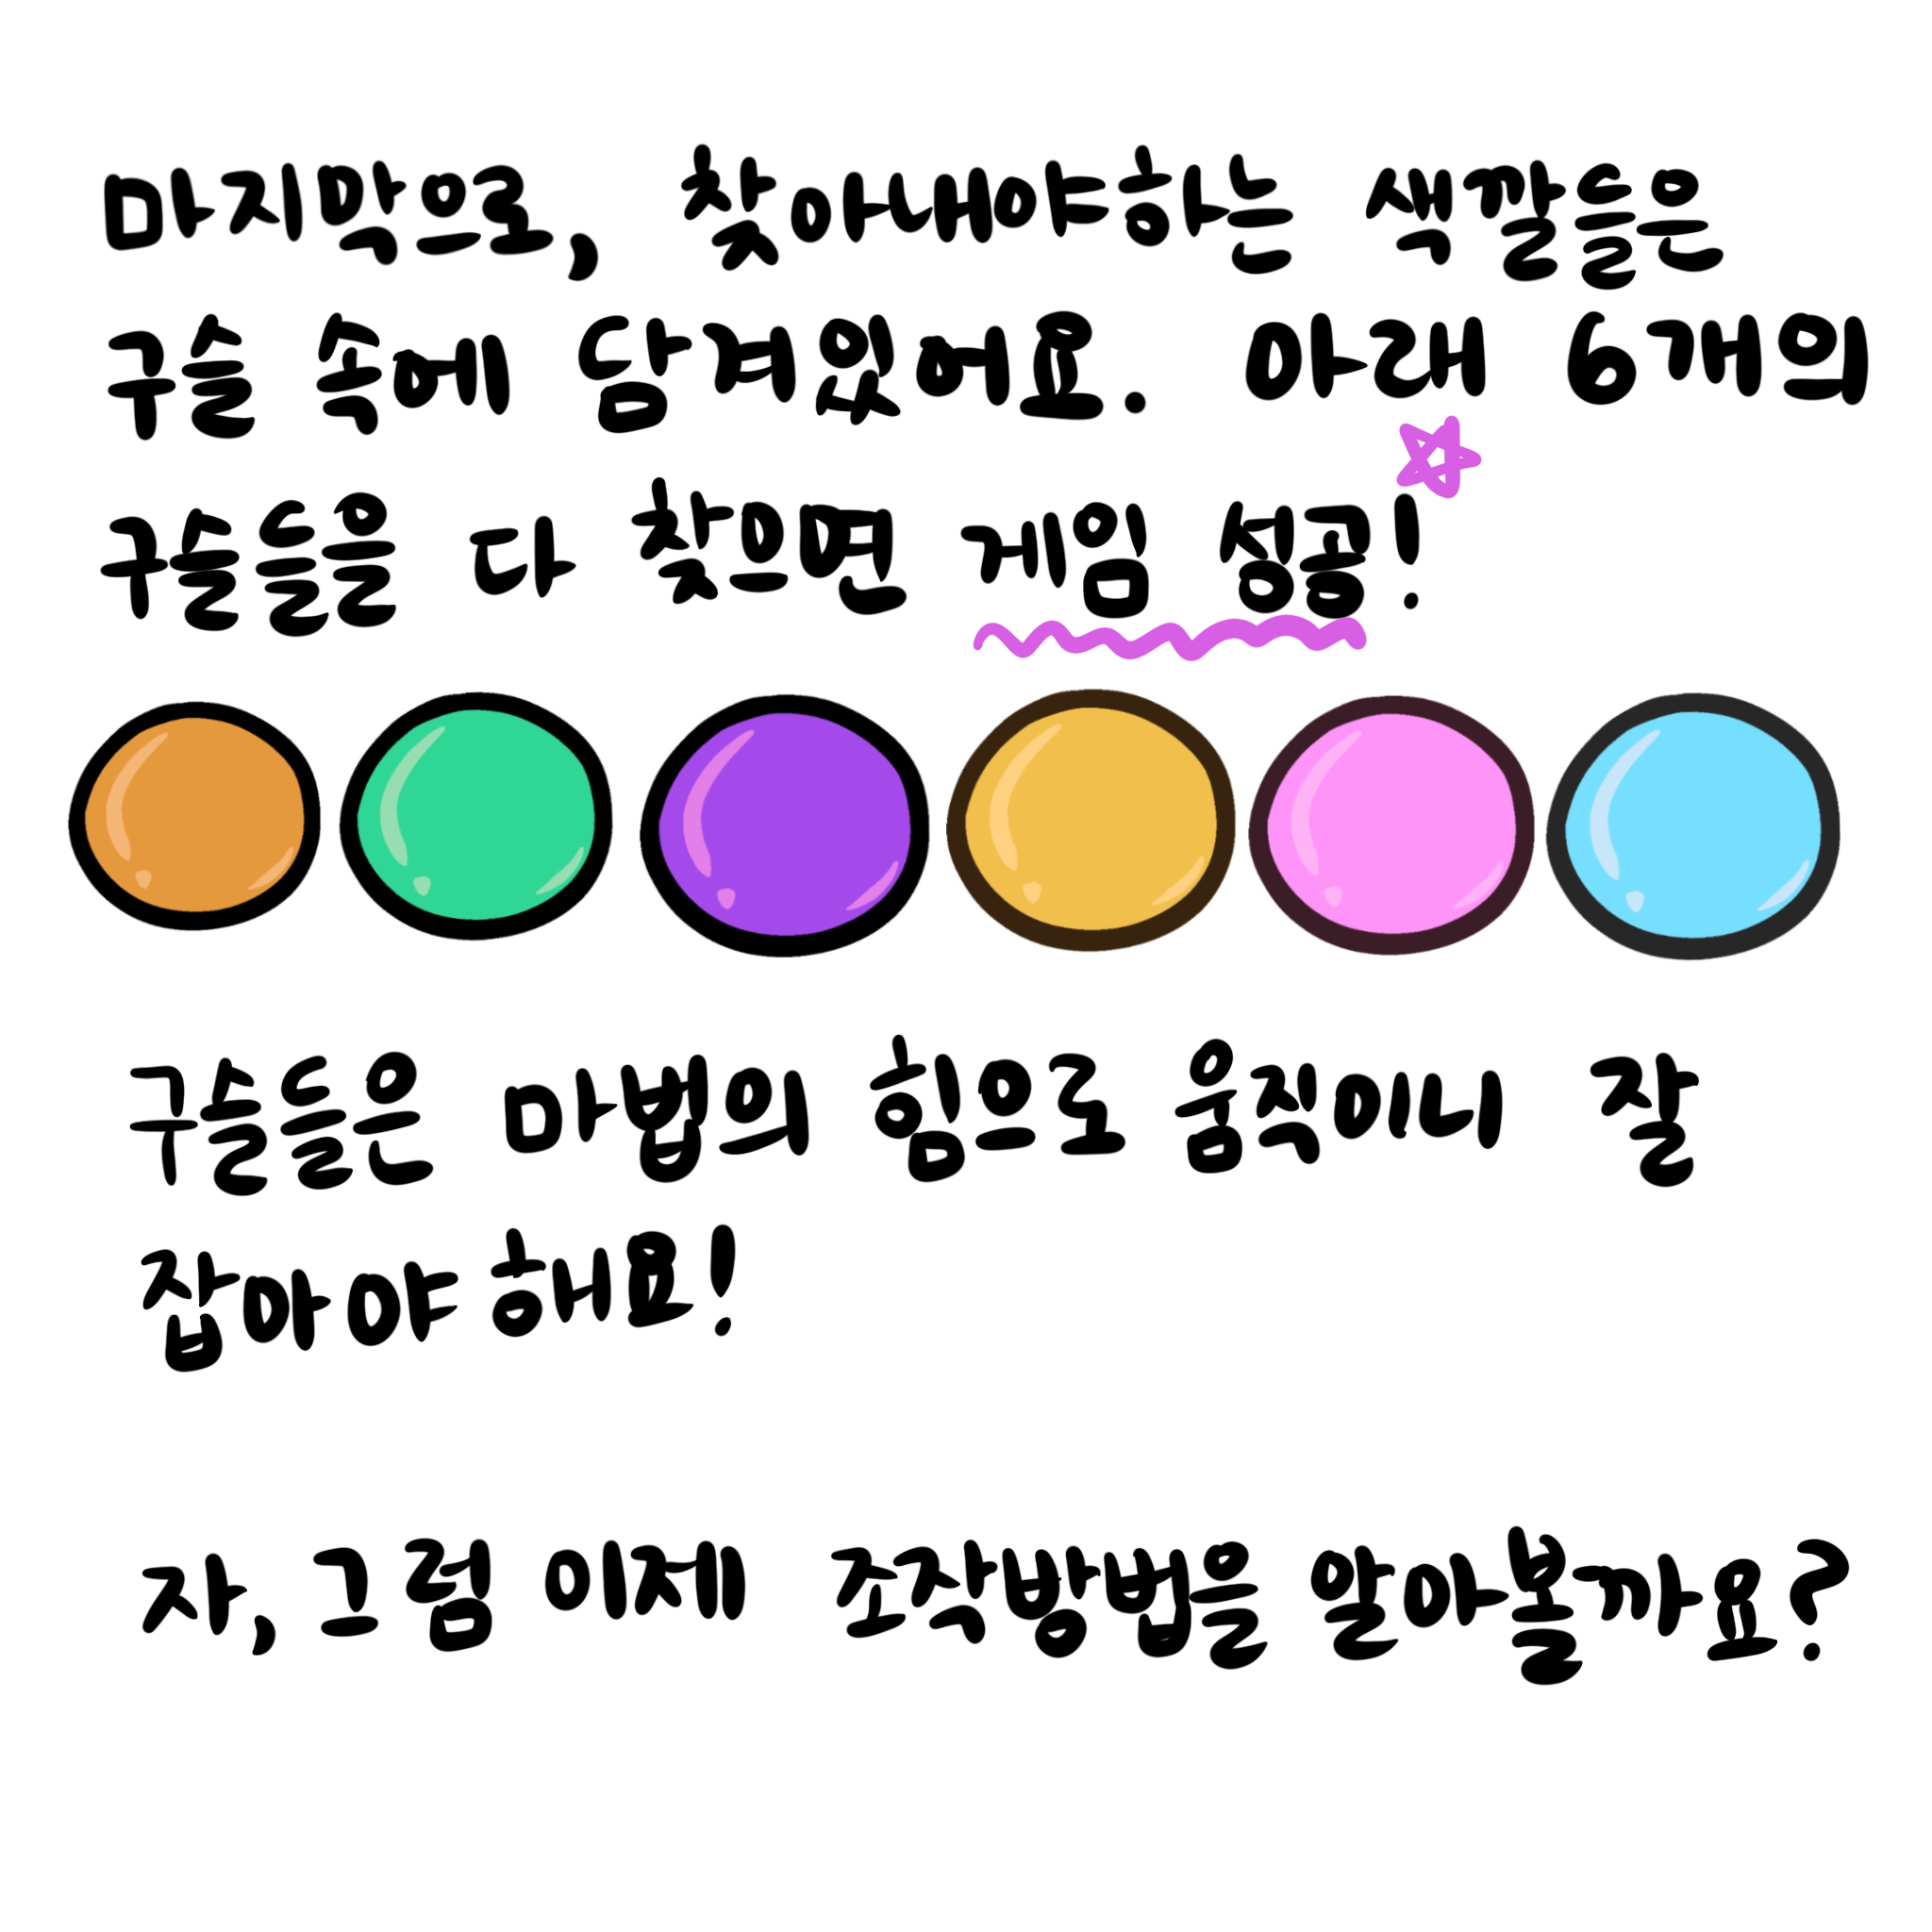 마지막으로, 찾아내야하는 색깔들은
구슬 속에 담겨있어요. 아래 6개의
구슬들을 다 찾으면 게임 성공!
구슬들은 마법의 힘으로 움직이니 잘
잡아야 해요!
자, 그럼 이제 조작방법을 알아볼까요?